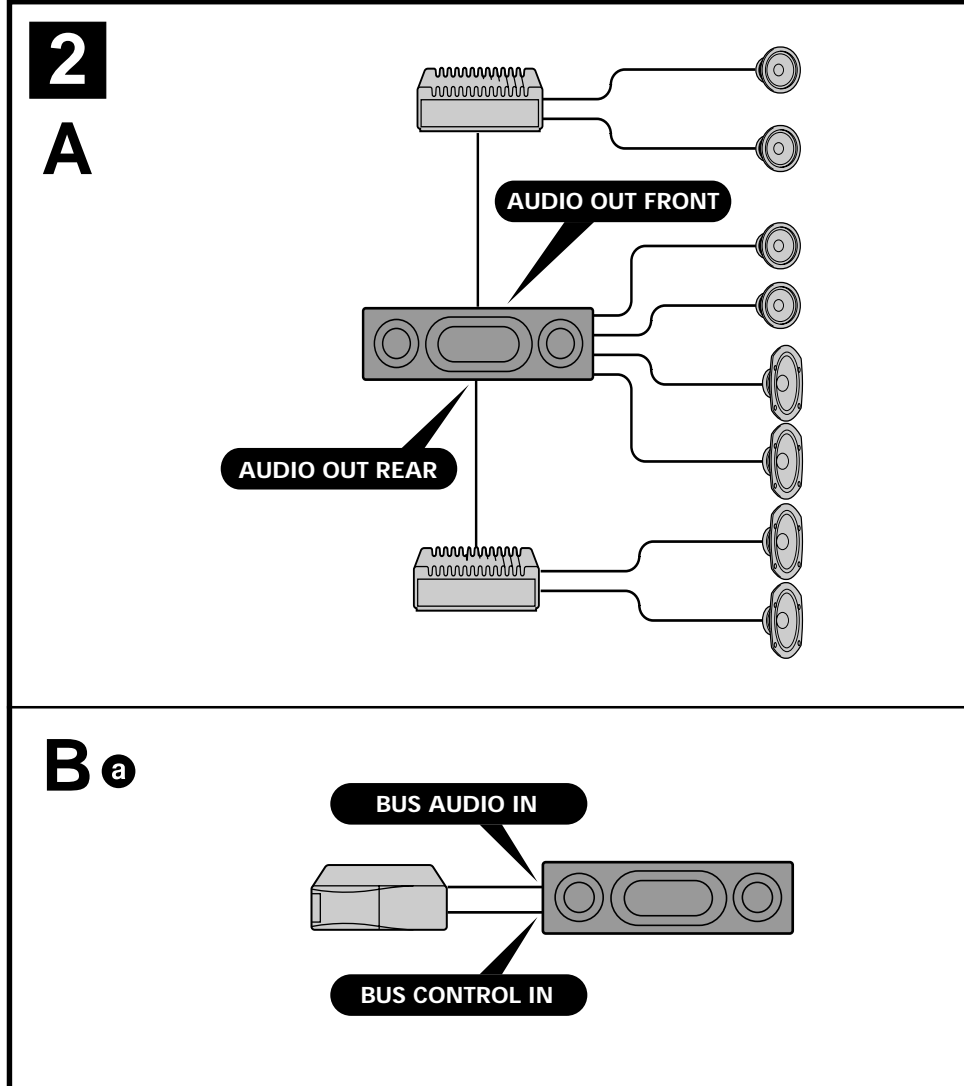 2
A
AUDIO OUT FRONT
AUDIO OUT REAR
B a
BUS AUDIO IN
BUS CONTROL IN